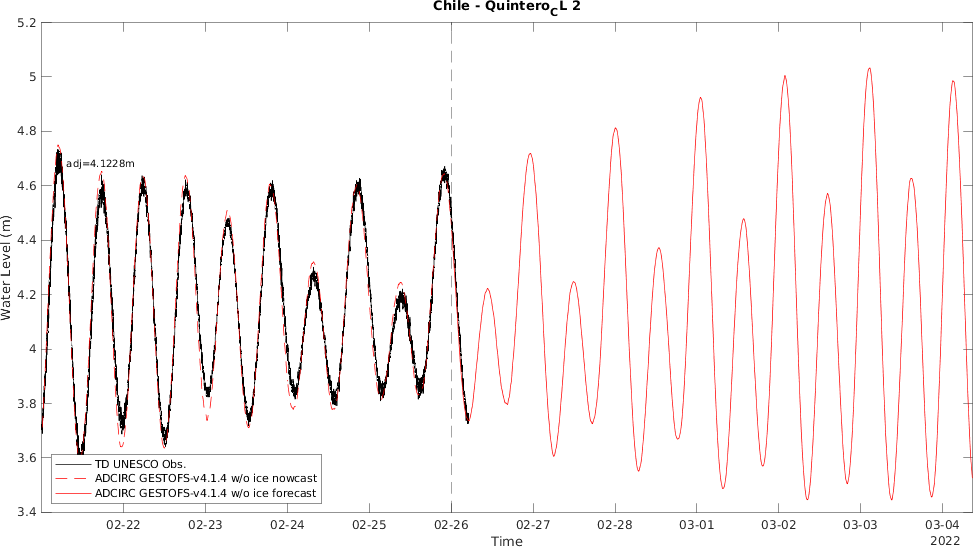 Chile - Quintero_CL 2
5.2
5
4.8
4.6
4.4
4.2
4
3.8
3.6
3.4
Water Level (m)
adj=4.1228m
TD UNESCO Obs.
ADCIRC GESTOFS-v4.1.4 w/o ice nowcast
ADCIRC GESTOFS-v4.1.4 w/o ice forecast
02-22 02-23 02-24 02-25 02-26 02-27 02-28 03-01 03-02 03-03 03-04
2022
Time